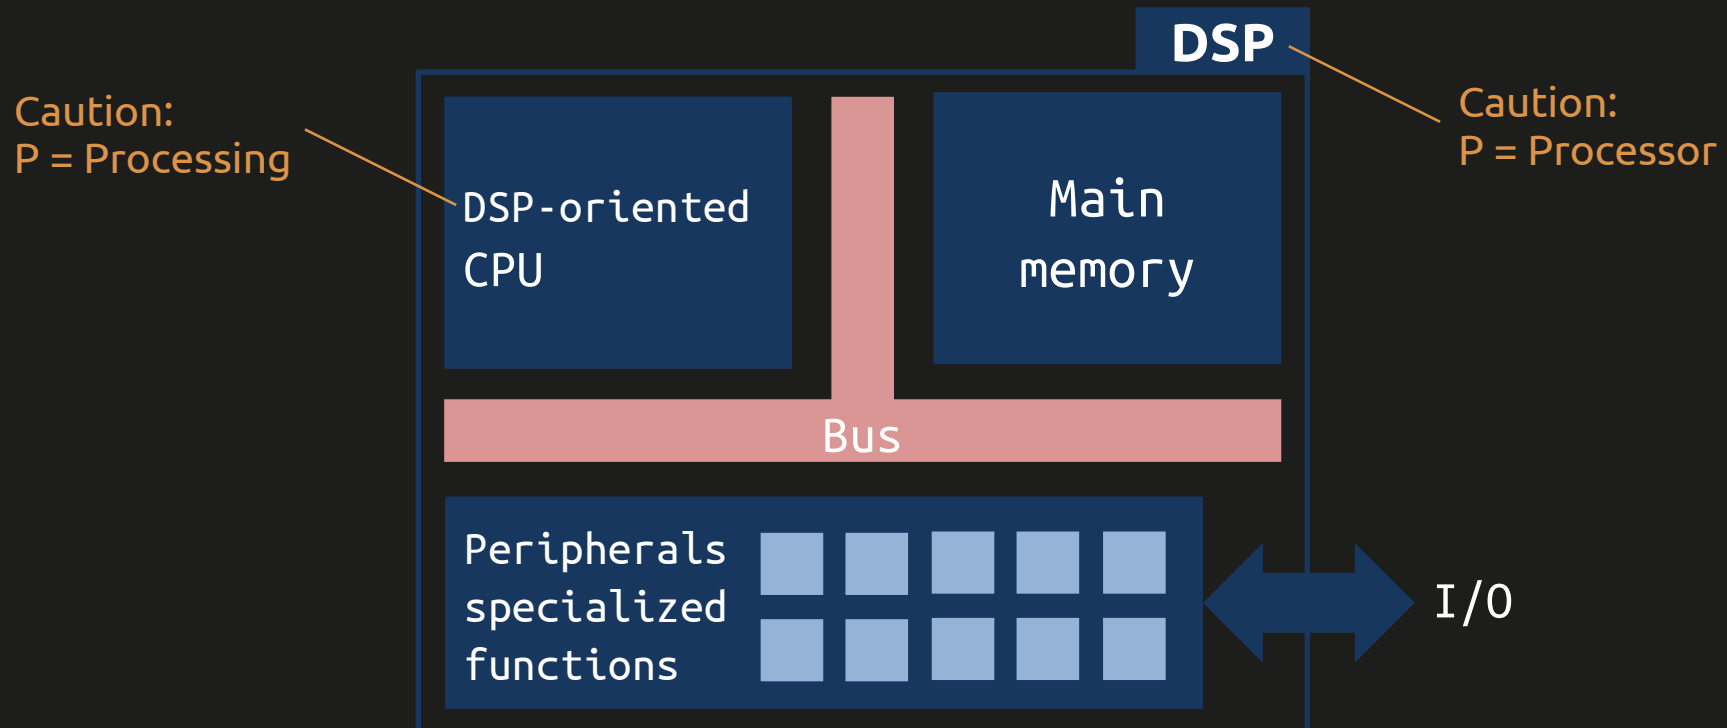 DSP
Caution:
P = Processing
Caution:
P = Processor
DSP-oriented
CPU
Main
memory
Bus
Peripherals
specialized
functions
I/O